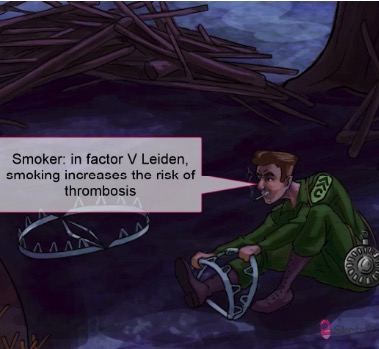 Smoker: in factor V Leiden,
smoking increases the risk of
thrombosis